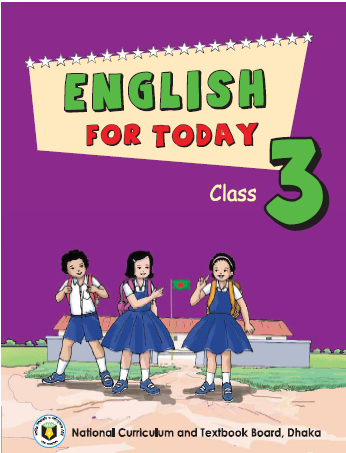 ENGLISH
FOR TODAY
Class 3
National Curriculum and Textbook Board, Dhaka